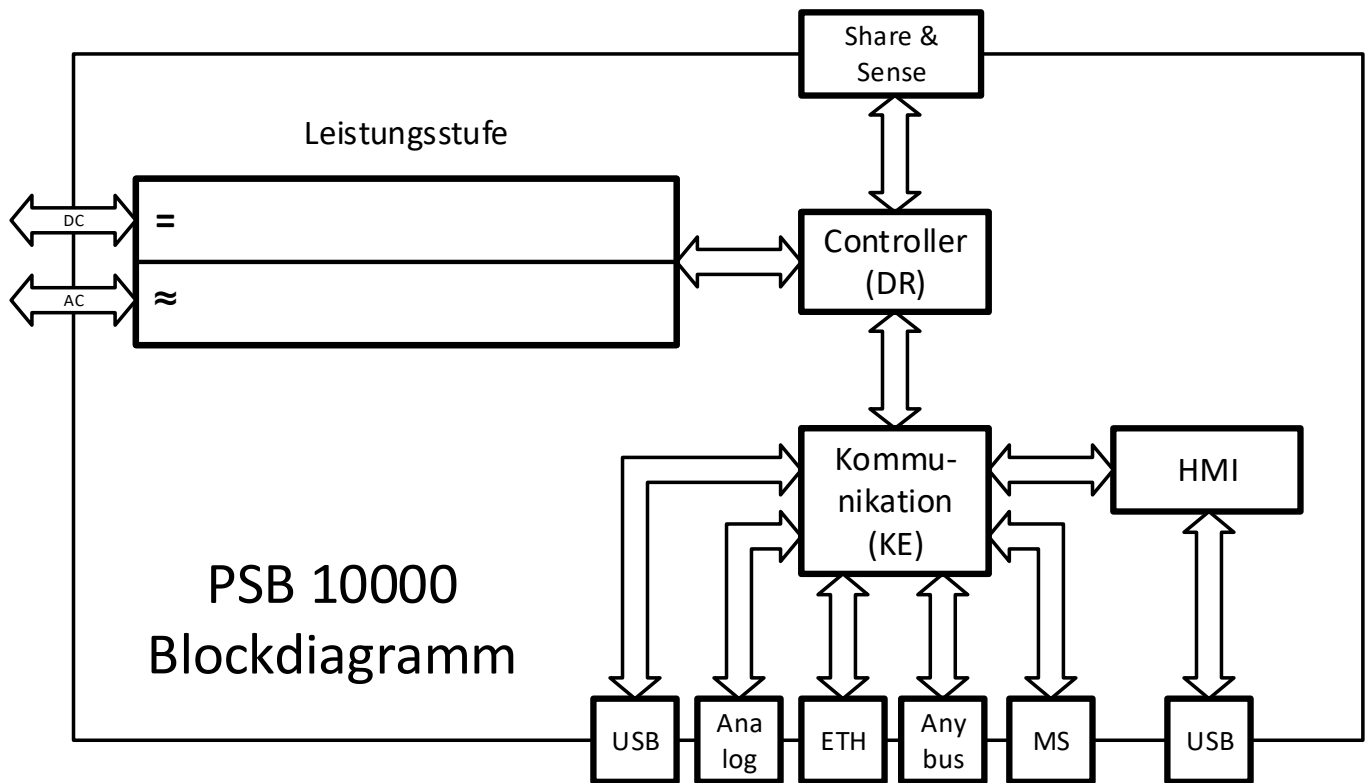 Share &
Sense
Leistungsstufe
DC
=
Controller
(DR)
AC
≈
Kommu-
nikation
(KE)
HMI
PSB 10000
Blockdiagramm
USB
Ana
log
ETH
Any
bus
MS
USB